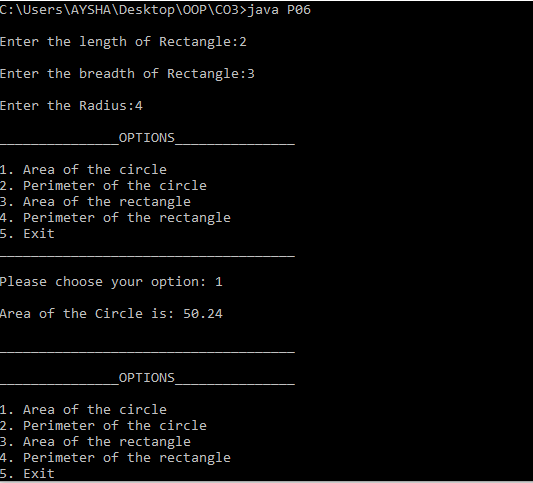 C:\Users\AYSHA\Desktop\OOP\CO3>java P06
Enter the length of Rectangle:2
Enter the breadth of Rectangle:3
Enter the Radius:4
_______________OPTIONS_______________
1. Area of the circle
2. Perimeter of the circle
3. Area of the rectangle
4. Perimeter of the rectangle
5. Exit
_____________________________________
Please choose your option: 1
Area of the Circle is: 50.24
_____________________________________
_______________OPTIONS_______________
1. Area of the circle
2. Perimeter of the circle
3. Area of the rectangle
4. Perimeter of the rectangle
5. Exit